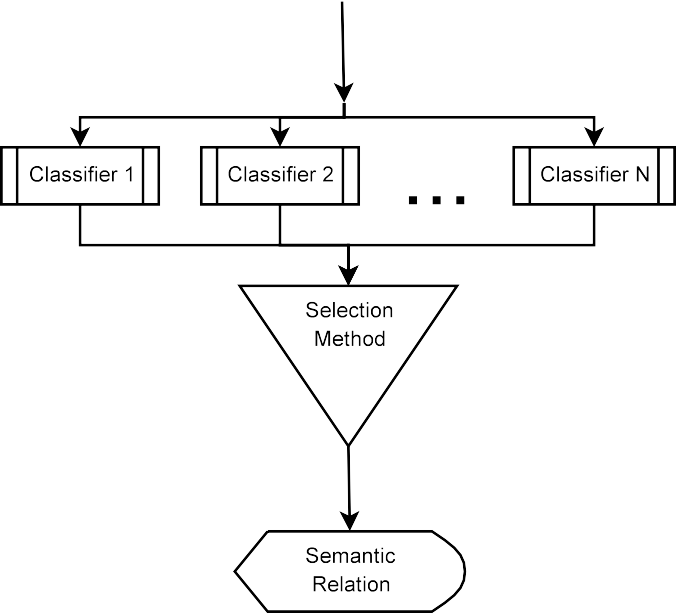 Classifier 1
Classifier 2
...
Classifier N
Selection
Method
Semantic
Relation